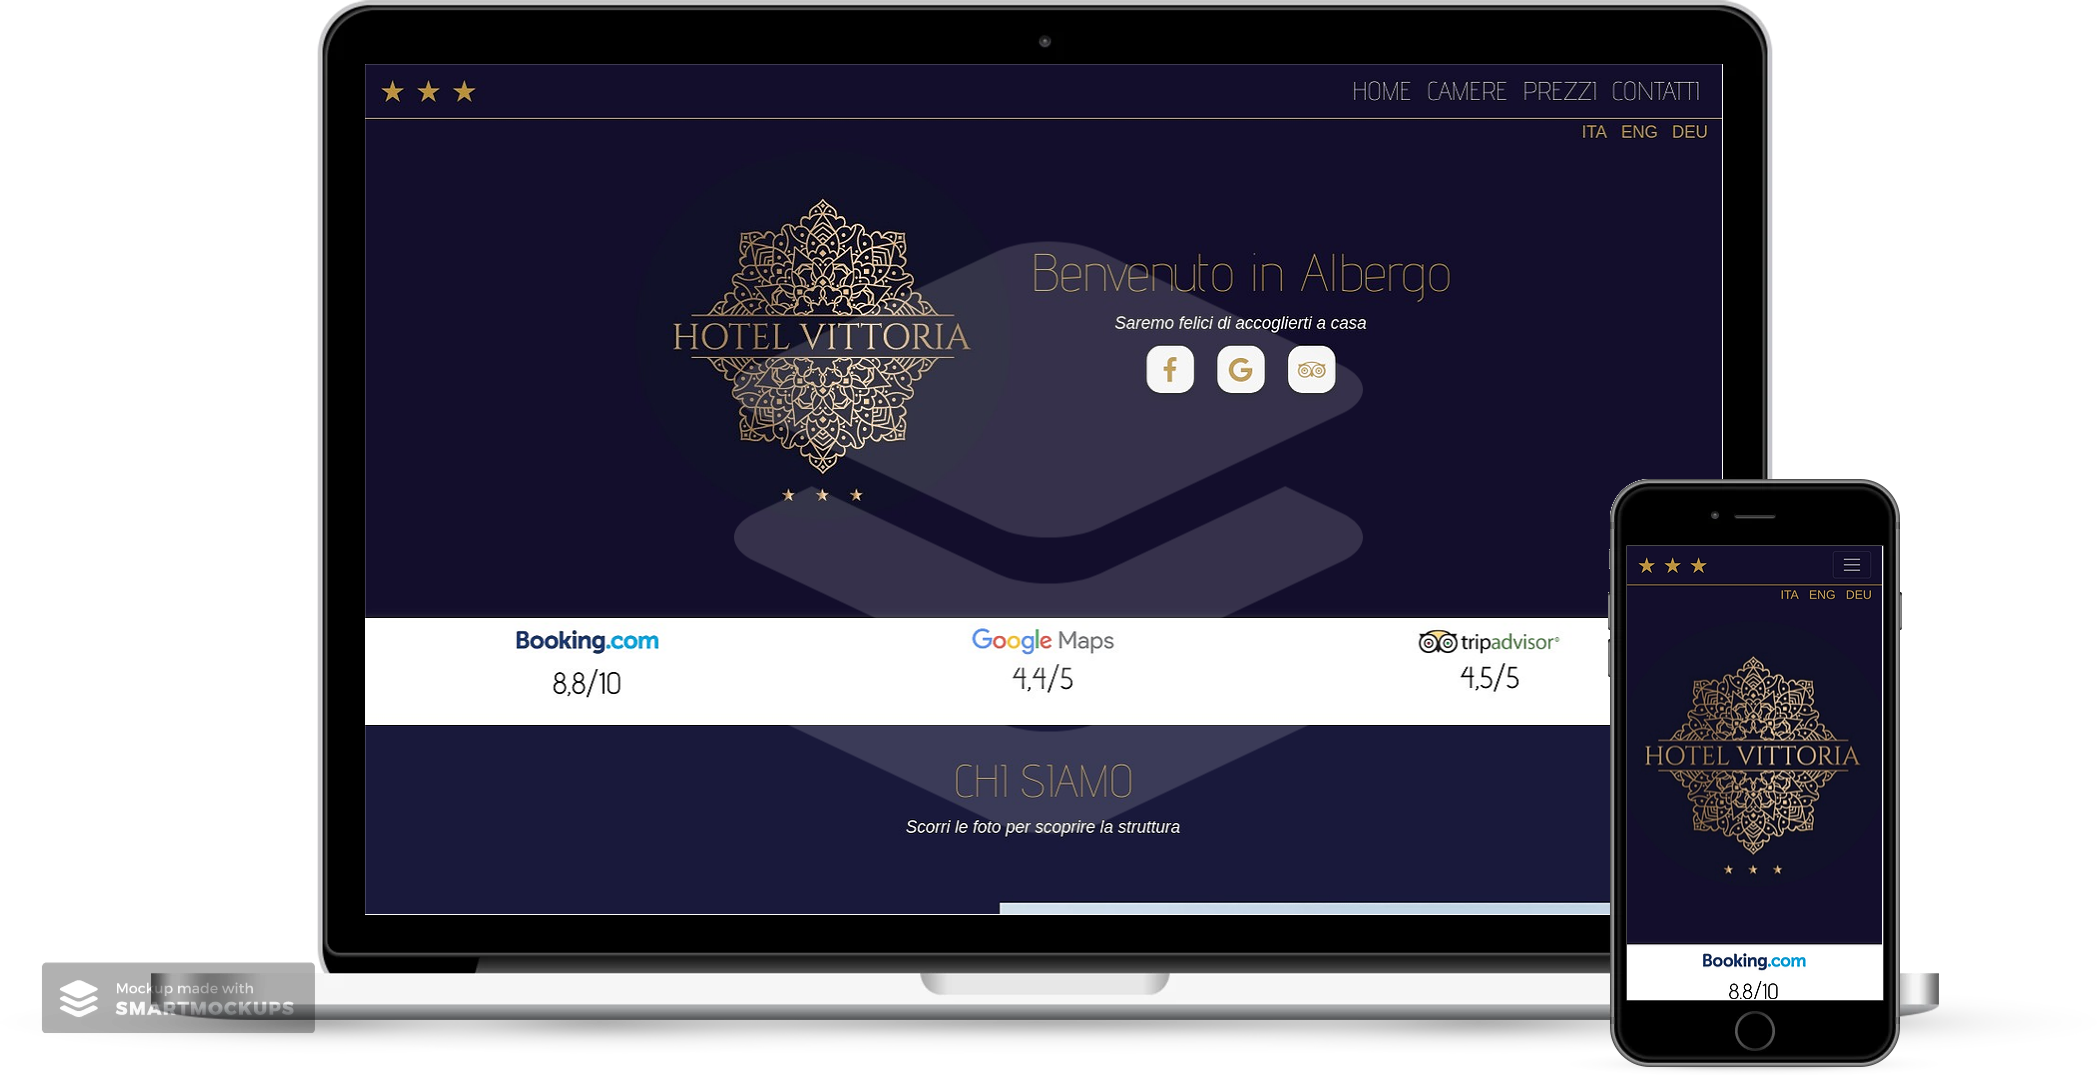 HOME CAMERE PREZZI CONTATTI
ITA ENG DEU
HOTEL VITTORIA
Benvenuto in Albergo
Saremo felici di accoglierti a casa
Booking.com
8,8/10
Google Maps
4,4/5
tripadvisor®
4,5/5
CHI SIAMO
Scorri le foto per scoprire la struttura
ITA ENG DEU
HOTEL VITTORIA
Booking.com
8,8/10
Mockup made with
SMARTMOCKUPS